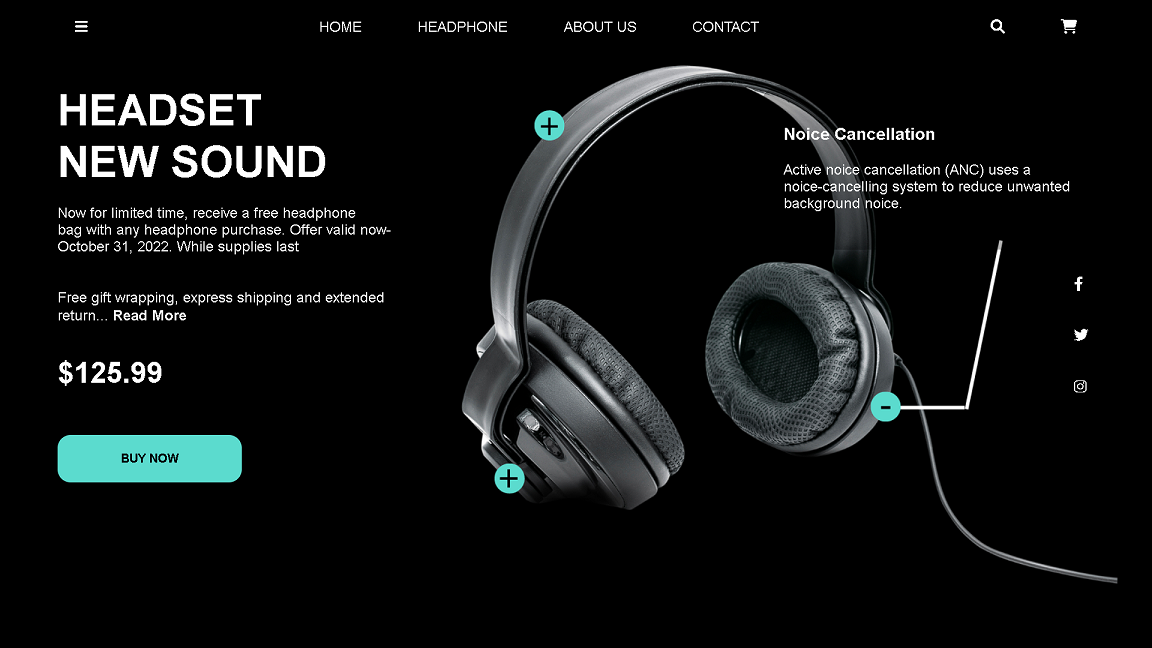 HOME HEADPHONE ABOUT US CONTACT
HEADSET
NEW SOUND
Now for limited time, receive a free headphone
bag with any headphone purchase. Offer valid now-
October 31, 2022. While supplies last
Free gift wrapping, express shipping and extended
return... Read More
$125.99
BUY NOW
Noice Cancellation
Active noice cancellation (ANC) uses a
noice-cancelling system to reduce unwanted
background noice.